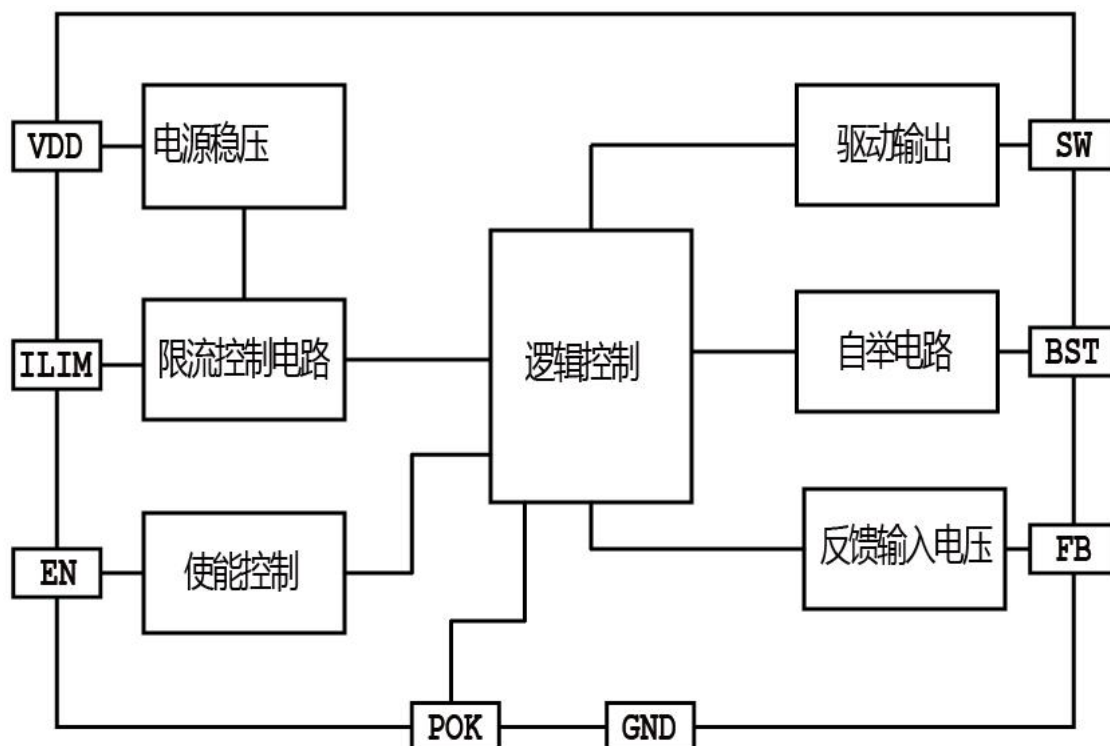 VDD
电源稳压
驱动输出
SW
ILIM
限流控制电路
逻辑控制
自举电路
BST
EN
使能控制
反馈输入电压
FB
POK
GND